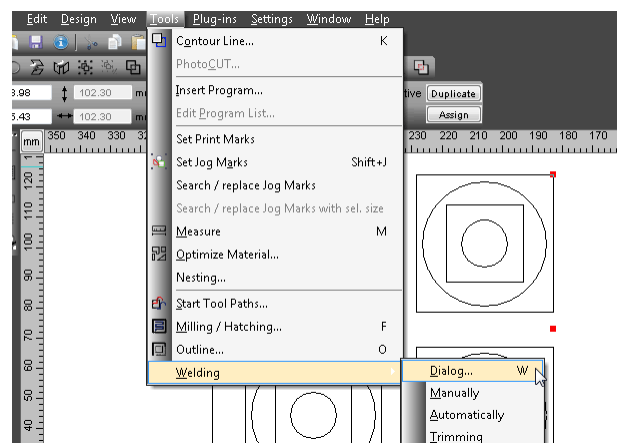 Edit Design View Tools Plug-ins Settings Window Help
Contour Line... K
PhotoCUT...
Insert Program...
Edit Program List...
Set Print Marks
Set Jog Marks Shift+J
Search / replace Jog Marks
Search / replace Jog Marks with sel. size
Measure M
Optimize Material...
Nesting...
Start Tool Paths...
Milling / Hatching... F
Outline... O
Welding
Dialog... W
Manually
Automatically
Trimming
102.30
Duplicate
102.30
Assign
mm 350 340 330 230 220 210 200 190 180 170
120
110
100
90
80
70
60
50
40